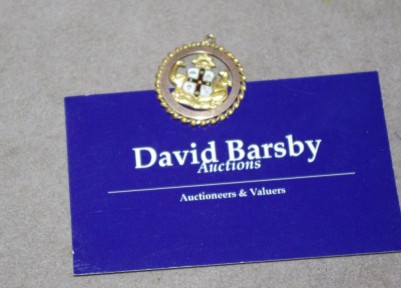 David Barsby
Auctions
Auctioneers & Valuers